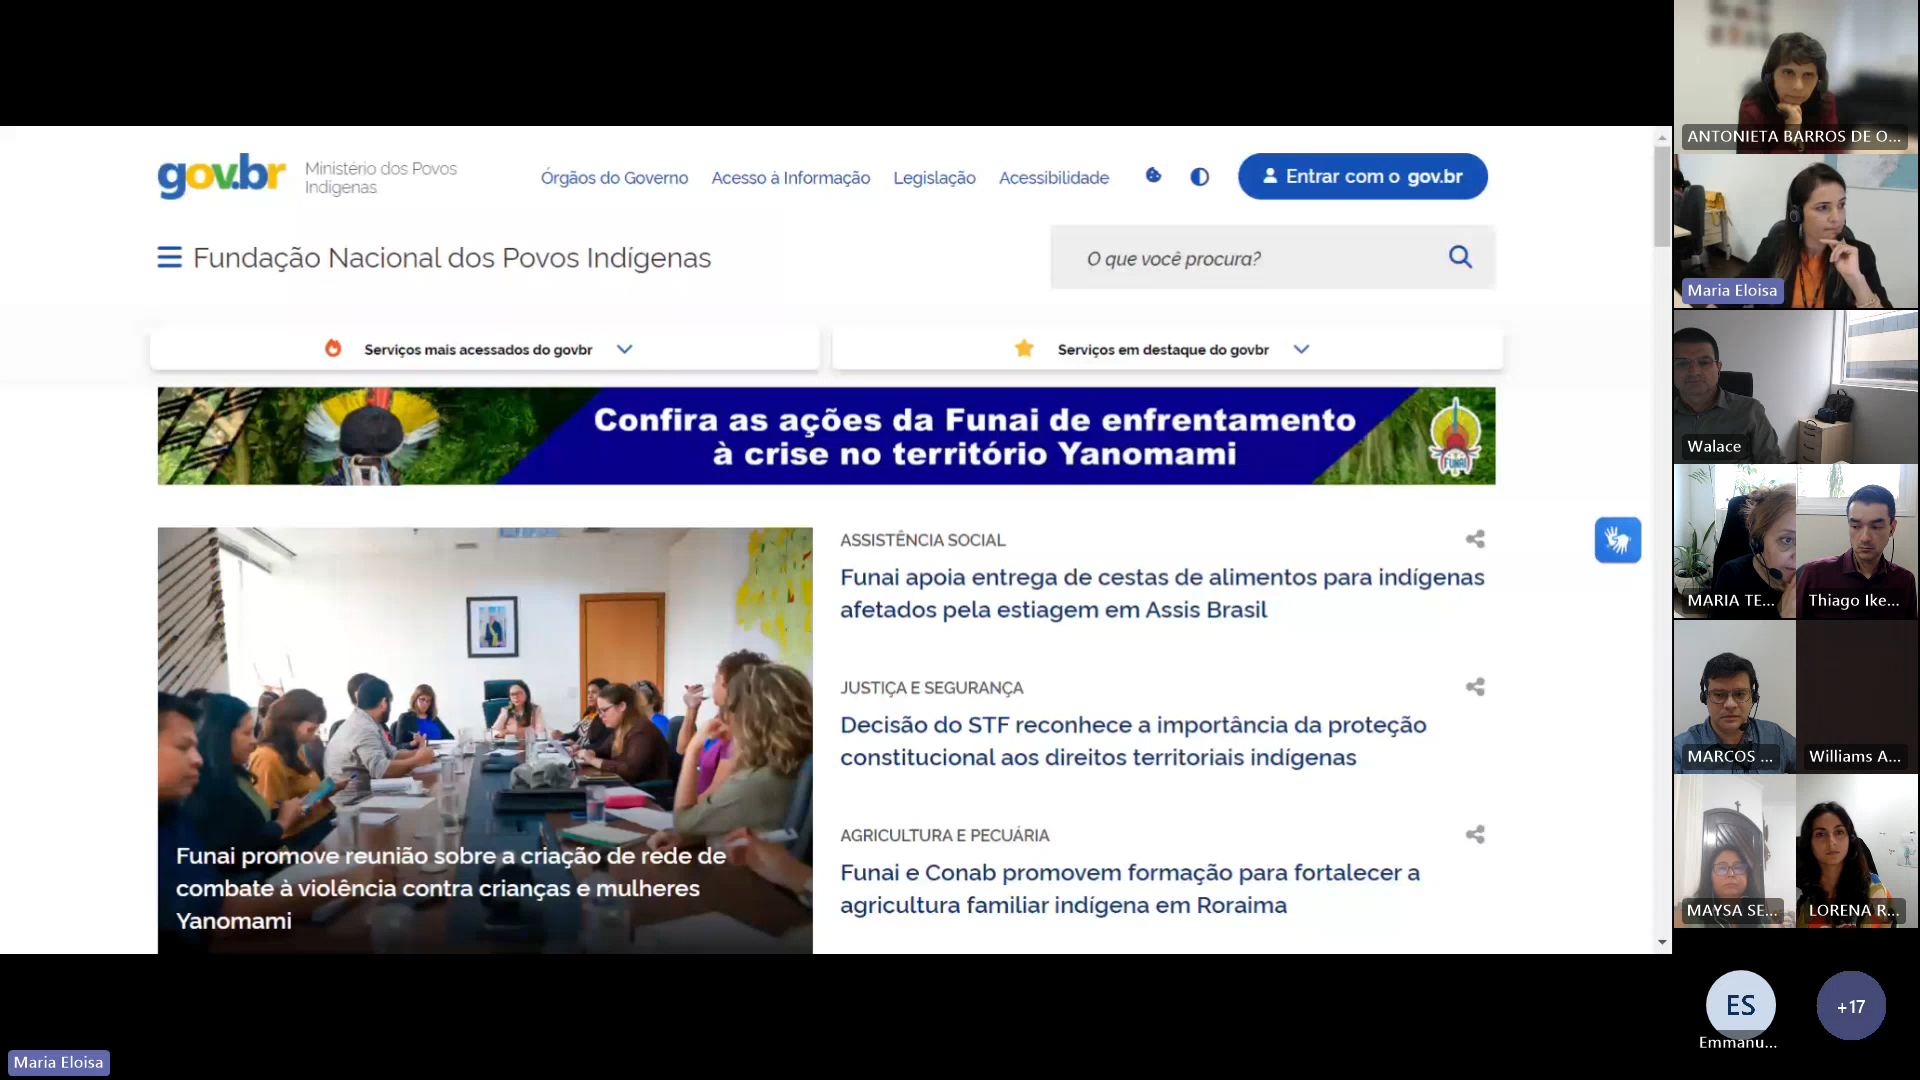 gov.br
Ministério dos Povos
Indígenas
Órgãos do Governo
Acesso à Informação
Legislação
Acessibilidade
Entrar com o gov.br
Fundação Nacional dos Povos Indígenas
O que você procura?
Serviços mais acessados do govbr
Serviços em destaque do govbr
Confira as ações da Funai de enfrentamento
à crise no território Yanomami
FUNAI
ASSISTÊNCIA SOCIAL
Funai apoia entrega de cestas de alimentos para indígenas
afetados pela estiagem em Assis Brasil
JUSTIÇA E SEGURANÇA
Decisão do STF reconhece a importância da proteção
constitucional aos direitos territoriais indígenas
AGRICULTURA E PECUÁRIA
Funai e Conab promovem formação para fortalecer a
agricultura familiar indígena em Roraima
Funai promove reunião sobre a criação de rede de
combate à violência contra crianças e mulheres
Yanomami
ANTONIETA BARROS DE O...
Maria Eloisa
Walace
MARIA TE...
Thiago Ike...
MARCOS ...
Williams A...
MAYSA SE...
LORENA R...
ES
+17
Emmanu...
Maria Eloisa